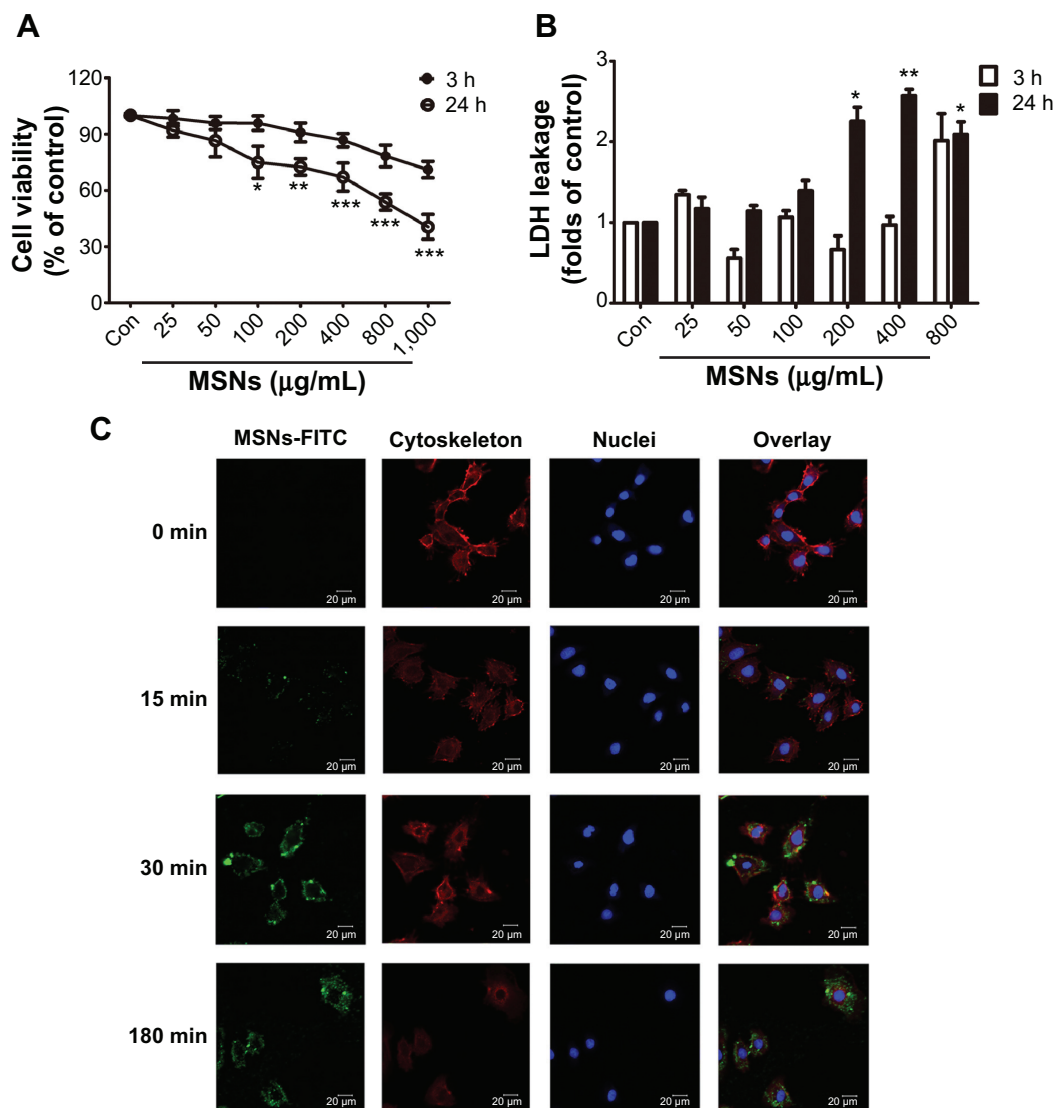 A
120
90
60
30
0
Cell viability
(% of control)
3 h
24 h
*
**
***
***
***
Con
25
50
100
200
400
800
1,000
MSNs (µg/mL)
B
3
2
1
0
LDH leakage
(folds of control)
3 h
24 h
*
**
*
Con
25
50
100
200
400
800
MSNs (µg/mL)
C
MSNs-FITC Cytoskeleton Nuclei Overlay
0 min
20 µm 20 µm 20 µm 20 µm
15 min
20 µm 20 µm 20 µm 20 µm
30 min
20 µm 20 µm 20 µm 20 µm
180 min
20 µm 20 µm 20 µm 20 µm